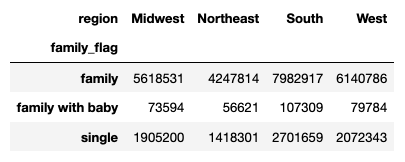 region Midwest Northeast South West
family_flag
family 5618531 4247814 7982917 6140786
family with baby 73594 56621 107309 79784
single 1905200 1418301 2701659 2072343